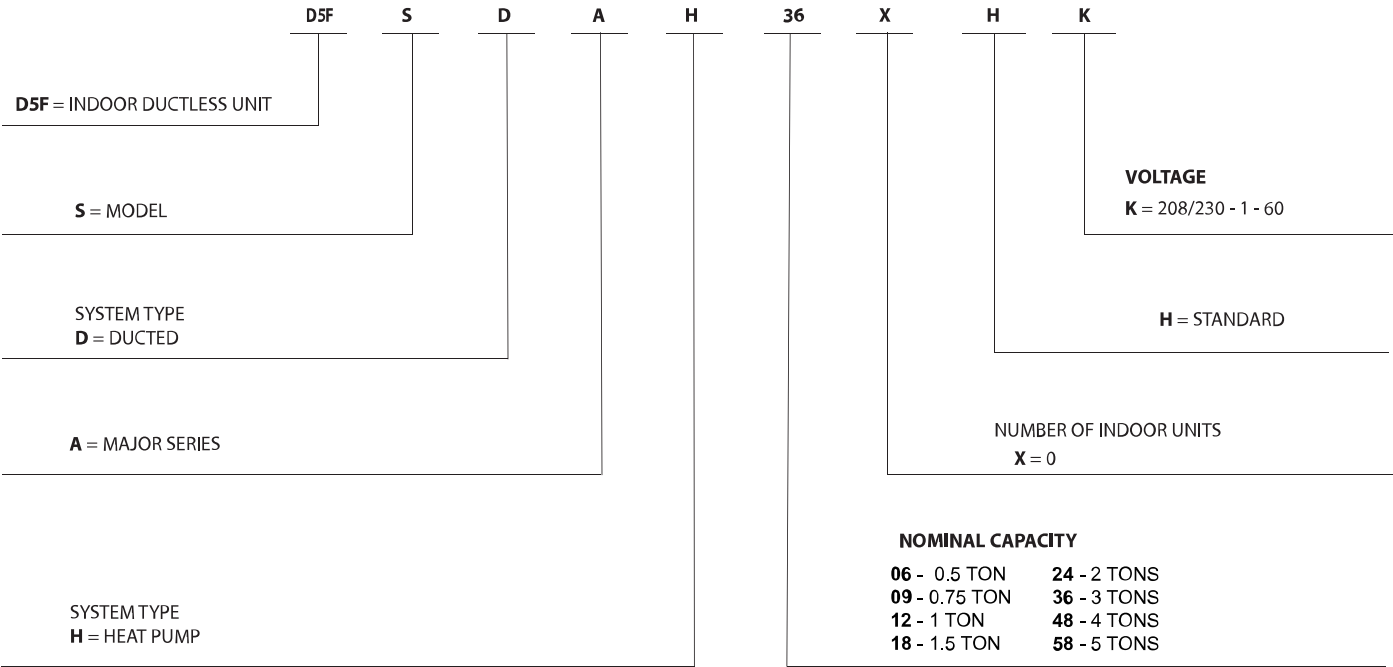 D5F S D A H 36 X H K
D5F = INDOOR DUCTLESS UNIT
VOLTAGE
K = 208/230 - 1 - 60
S = MODEL
SYSTEM TYPE
D = DUCTED
H = STANDARD
A = MAJOR SERIES
NUMBER OF INDOOR UNITS
X = 0
NOMINAL CAPACITY
06 - 0.5 TON 24 - 2 TONS
09 - 0.75 TON 36 - 3 TONS
12 - 1 TON 48 - 4 TONS
18 - 1.5 TON 58 - 5 TONS
SYSTEM TYPE
H = HEAT PUMP